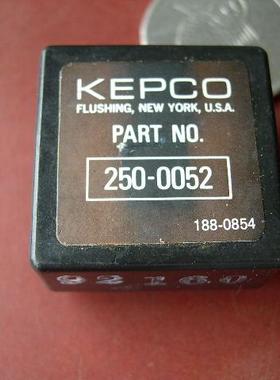 KEPCO
FLUSHING, NEW YORK, U.S.A.
PART NO.
250-0052
188-0854